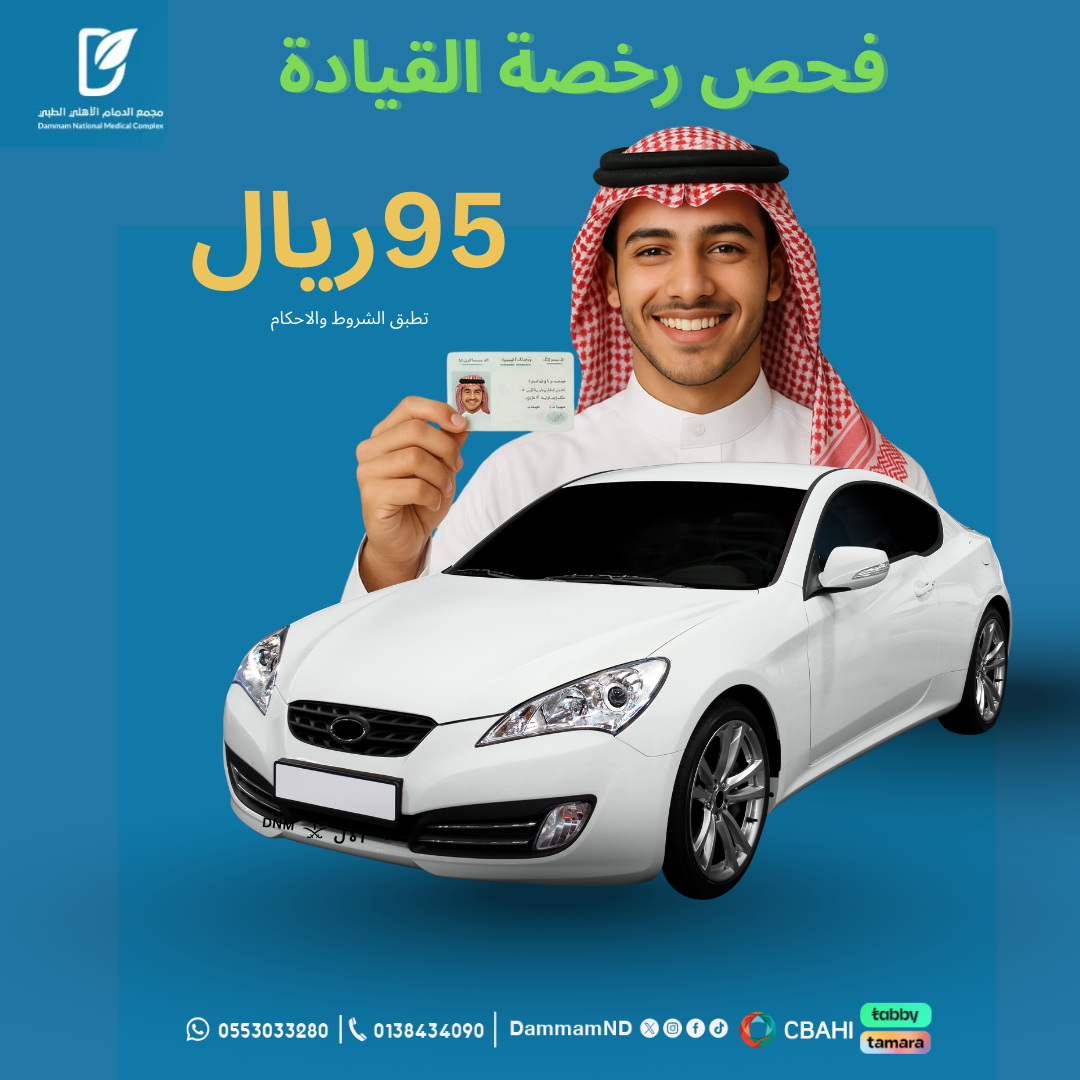 مجمع الدمام الأهلي الطبي
Dammam National Medical Complex
فحص رخصة القيادة
95ريال
تطبق الشروط والاحكام
DNM
0553033280 | 0138434090 | DammamND CBAHI
tabby
tamara